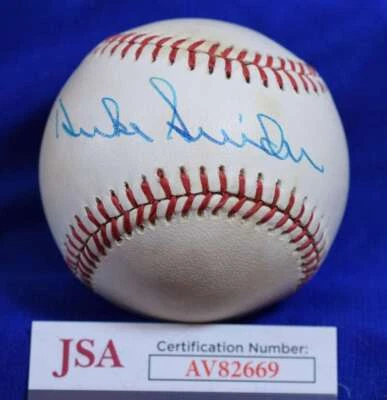 Duke Snider
JSA
Certification Number:
AV82669